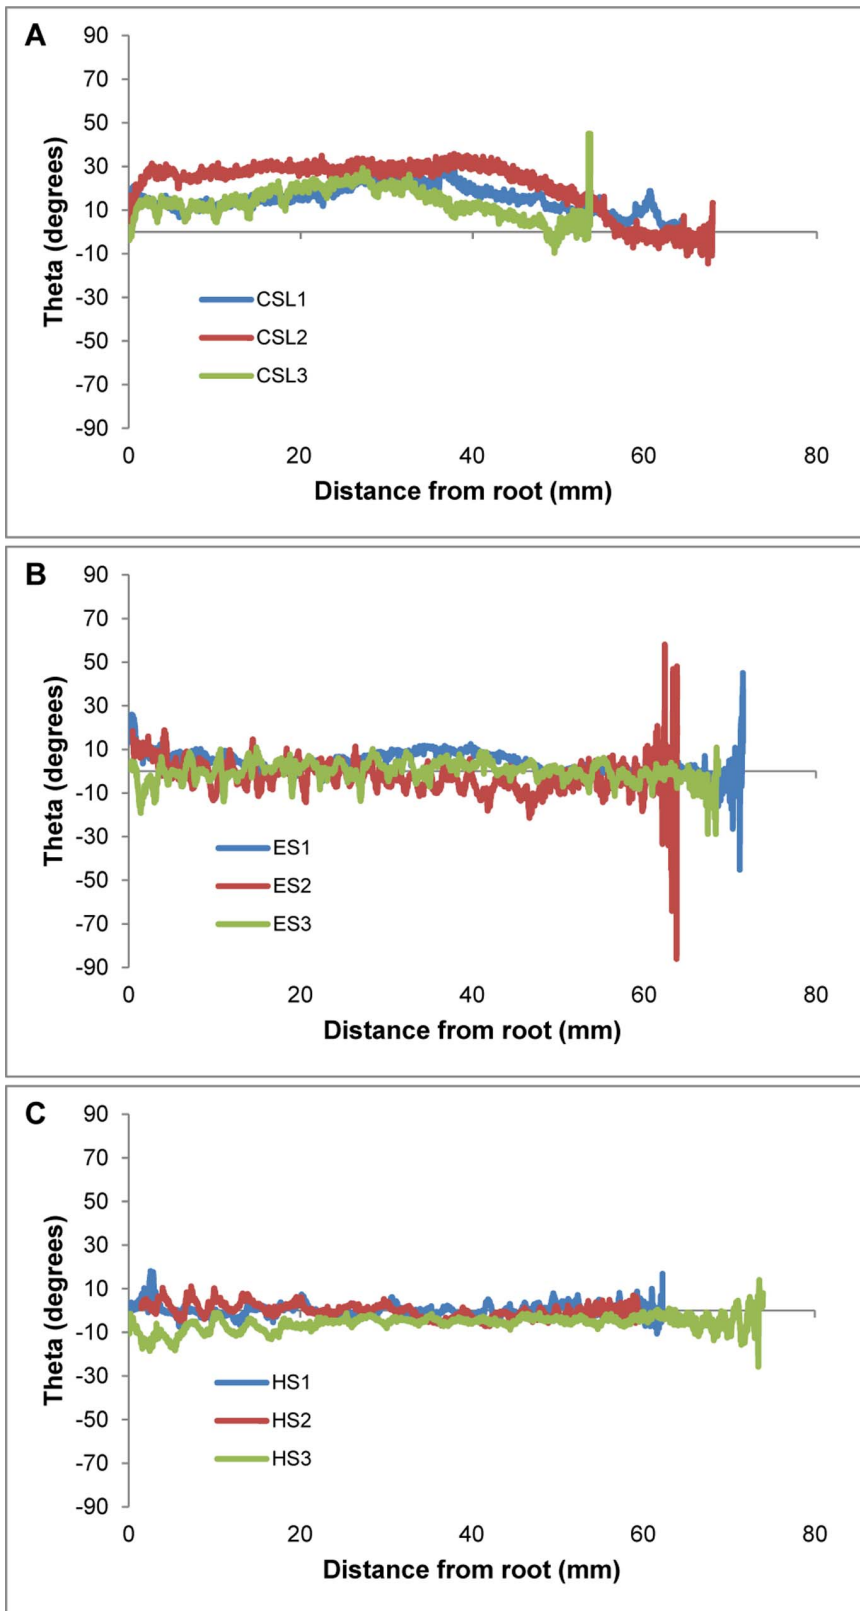 A
90
70
50
30
10
-10
-30
-50
-70
-90
Theta (degrees)
CSL1
CSL2
CSL3
0 20 40 60 80
Distance from root (mm)
B
90
70
50
30
10
-10
-30
-50
-70
-90
Theta (degrees)
ES1
ES2
ES3
0 20 40 60 80
Distance from root (mm)
C
90
70
50
30
10
-10
-30
-50
-70
-90
Theta (degrees)
HS1
HS2
HS3
0 20 40 60 80
Distance from root (mm)